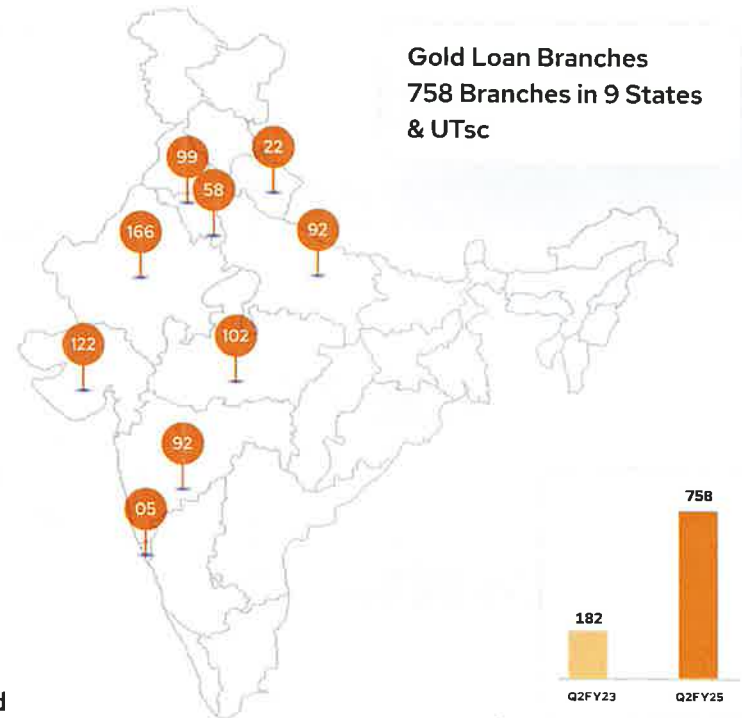 Gold Loan Branches
758 Branches in 9 States
& UTsc
99
22
58
166
92
122
102
92
05
758
182
Q2FY23
Q2FY25
d